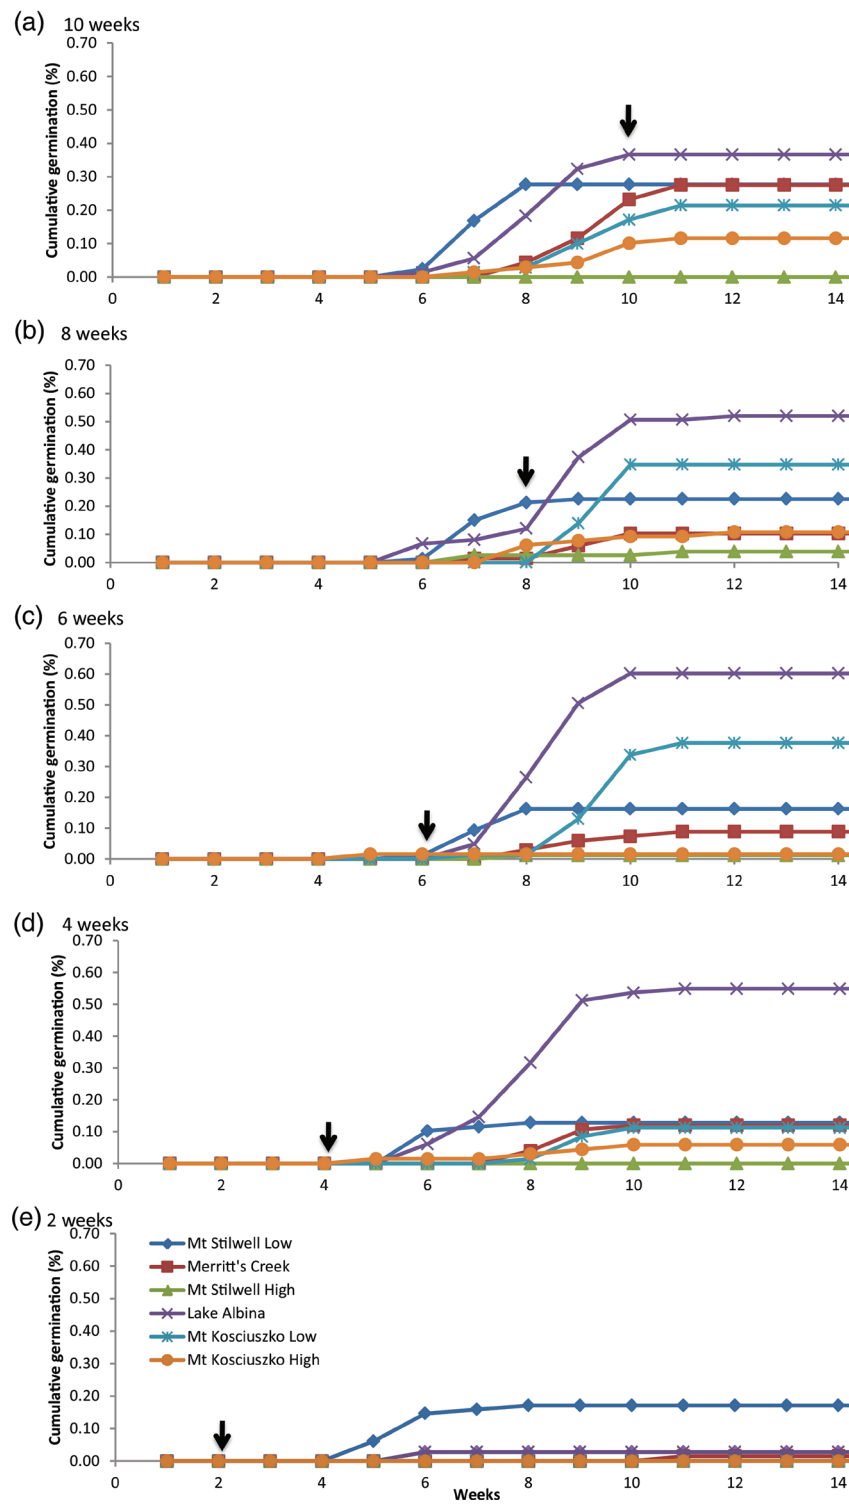 (a) 10 weeks
Cumulative germination (%)
0.70
0.60
0.50
0.40
0.30
0.20
0.10
0.00
0 2 4 6 8 10 12 14
(b) 8 weeks
Cumulative germination (%)
0.70
0.60
0.50
0.40
0.30
0.20
0.10
0.00
0 2 4 6 8 10 12 14
(c) 6 weeks
Cumulative germination (%)
0.70
0.60
0.50
0.40
0.30
0.20
0.10
0.00
0 2 4 6 8 10 12 14
(d) 4 weeks
Cumulative germination (%)
0.70
0.60
0.50
0.40
0.30
0.20
0.10
0.00
0 2 4 6 8 10 12 14
(e) 2 weeks
Cumulative germination (%)
0.70
0.60
0.50
0.40
0.30
0.20
0.10
0.00
Mt Stilwell Low
Merritt's Creek
Mt Stilwell High
Lake Albina
Mt Kosciuszko Low
Mt Kosciuszko High
0 2 4 6 8 10 12 14
Weeks